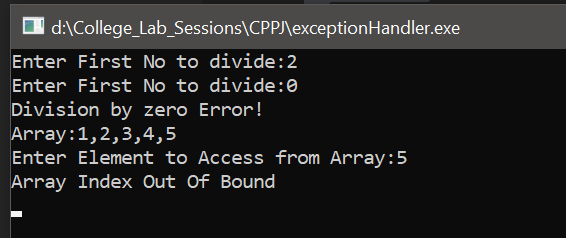 d:\College_Lab_Sessions\CPPJ\exceptionHandler.exe
Enter First No to divide:2
Enter First No to divide:0
Division by zero Error!
Array:1,2,3,4,5
Enter Element to Access from Array:5
Array Index Out Of Bound